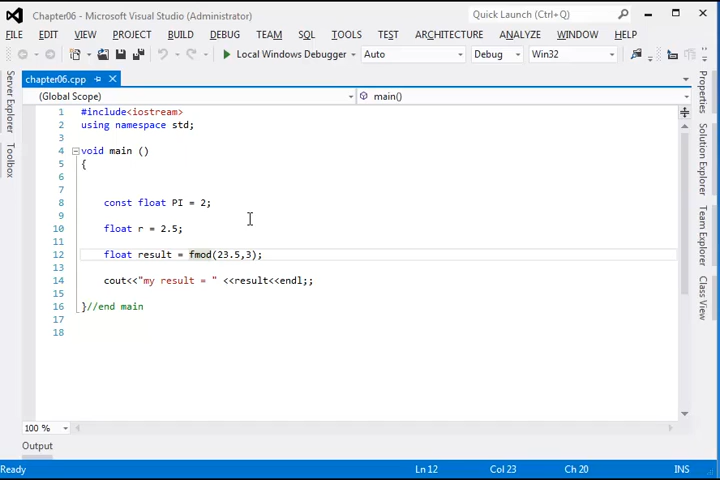 Chapter06 - Microsoft Visual Studio (Administrator)
Quick Launch (Ctrl+Q)
FILE EDIT VIEW PROJECT BUILD DEBUG TEAM SQL TOOLS TEST ARCHITECTURE ANALYZE WINDOW HELP
Local Windows Debugger Auto Debug Win32
chapter06.cpp
(Global Scope) main()
1 #include<iostream>
2 using namespace std;
3
4 void main ()
5 {
6
7
8 const float PI = 2;
9
10 float r = 2.5;
11
12 float result = fmod(23.5,3);
13
14 cout<<"my result = " <<result<<endl;;
15
16 }//end main
17
18
100 %
Output
Ready Ln 12 Col 23 Ch 20 INS
Server Explorer
Toolbox
Properties
Solution Explorer
Team Explorer
Class View